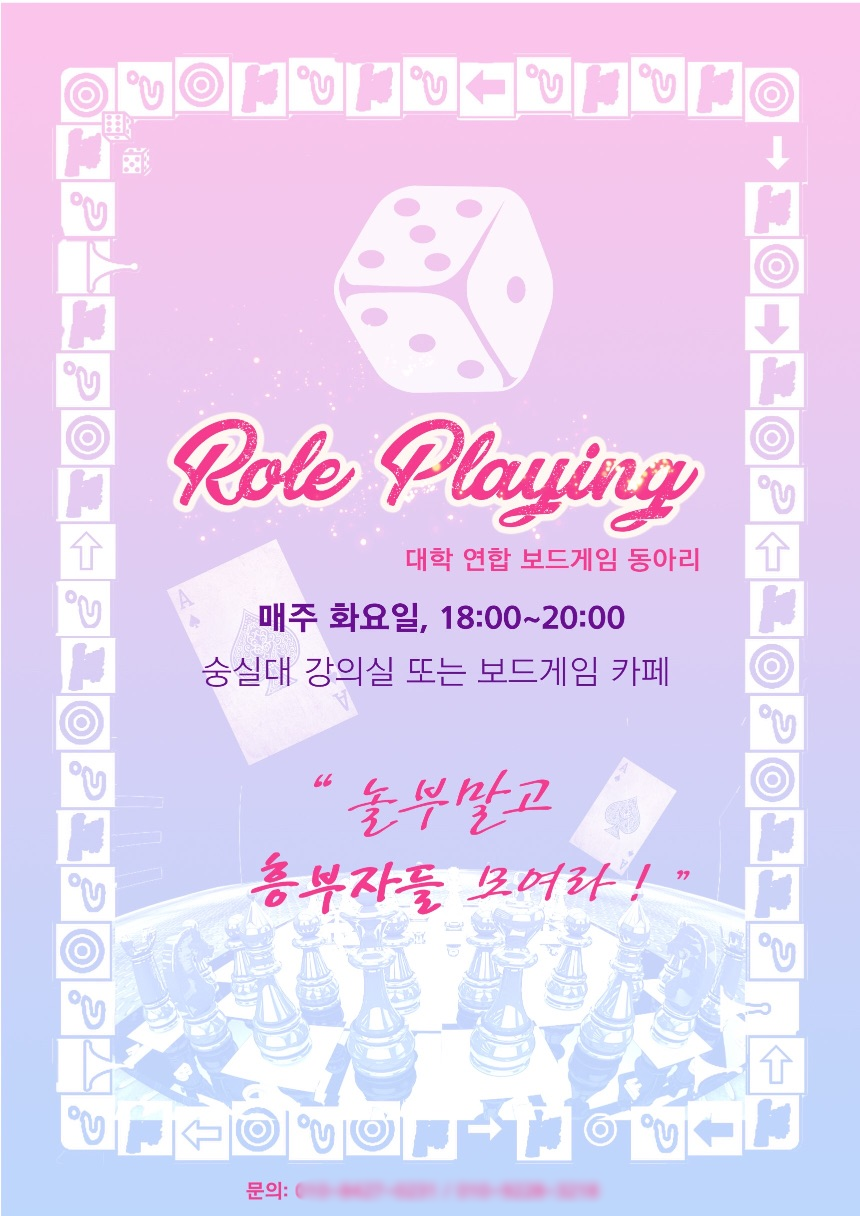 Role Playing
대학 연합 보드게임 동아리
매주 화요일, 18:00~20:00
숭실대 강의실 또는 보드게임 카페
A
A
A
A
“ 놀부말고
흥부자들 모여라 ! ”
문의: